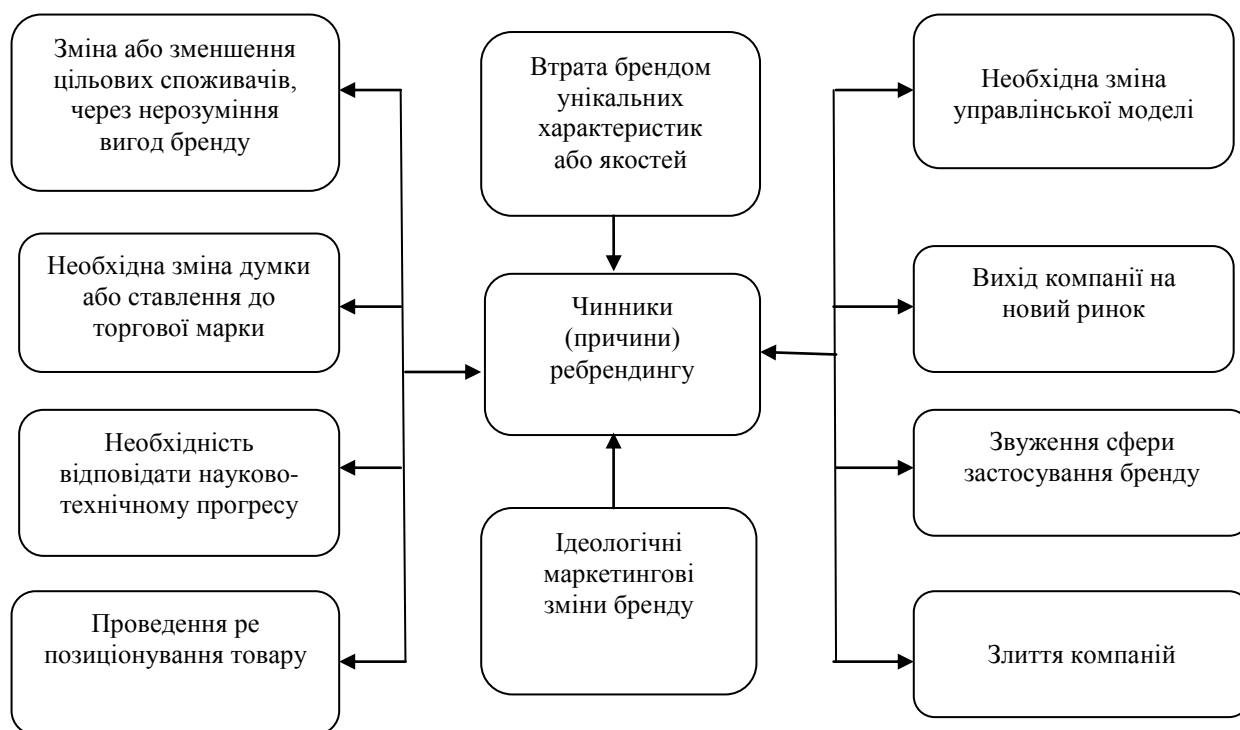 Зміна або зменшення
цільових споживачів,
через нерозуміння
вигод бренду
Втрата брендом
унікальних
характеристик
або якостей
Необхідна зміна
управлінської моделі
Необхідна зміна думки
або ставлення до
торгової марки
Чинники
(причини)
ребрендингу
Вихід компанії на
новий ринок
Необхідність
відповідати науково-
технічному прогресу
Ідеологічні
маркетингові
зміни бренду
Звуження сфери
застосування бренду
Проведення ре
позиціонування товару
Злиття компаній